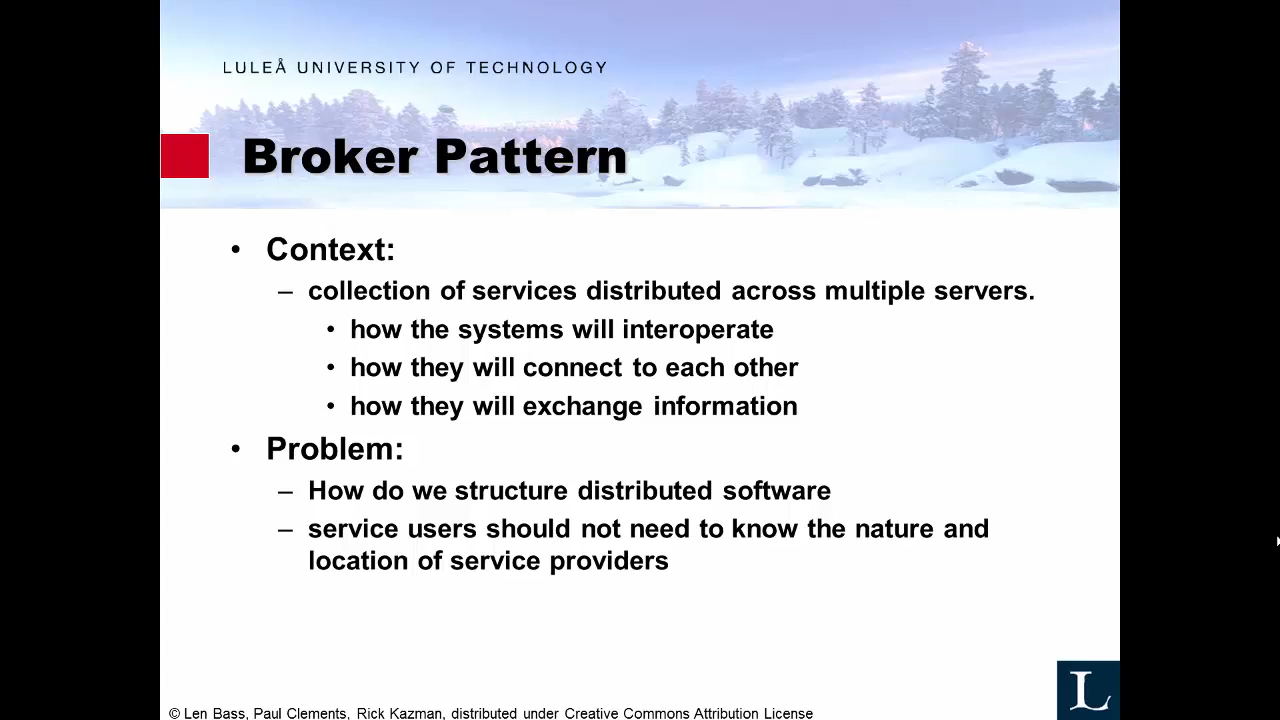 LULEÅ UNIVERSITY OF TECHNOLOGY
Broker Pattern
• Context:
– collection of services distributed across multiple servers.
• how the systems will interoperate
• how they will connect to each other
• how they will exchange information
• Problem:
– How do we structure distributed software
– service users should not need to know the nature and
location of service providers
L
© Len Bass, Paul Clements, Rick Kazman, distributed under Creative Commons Attribution License